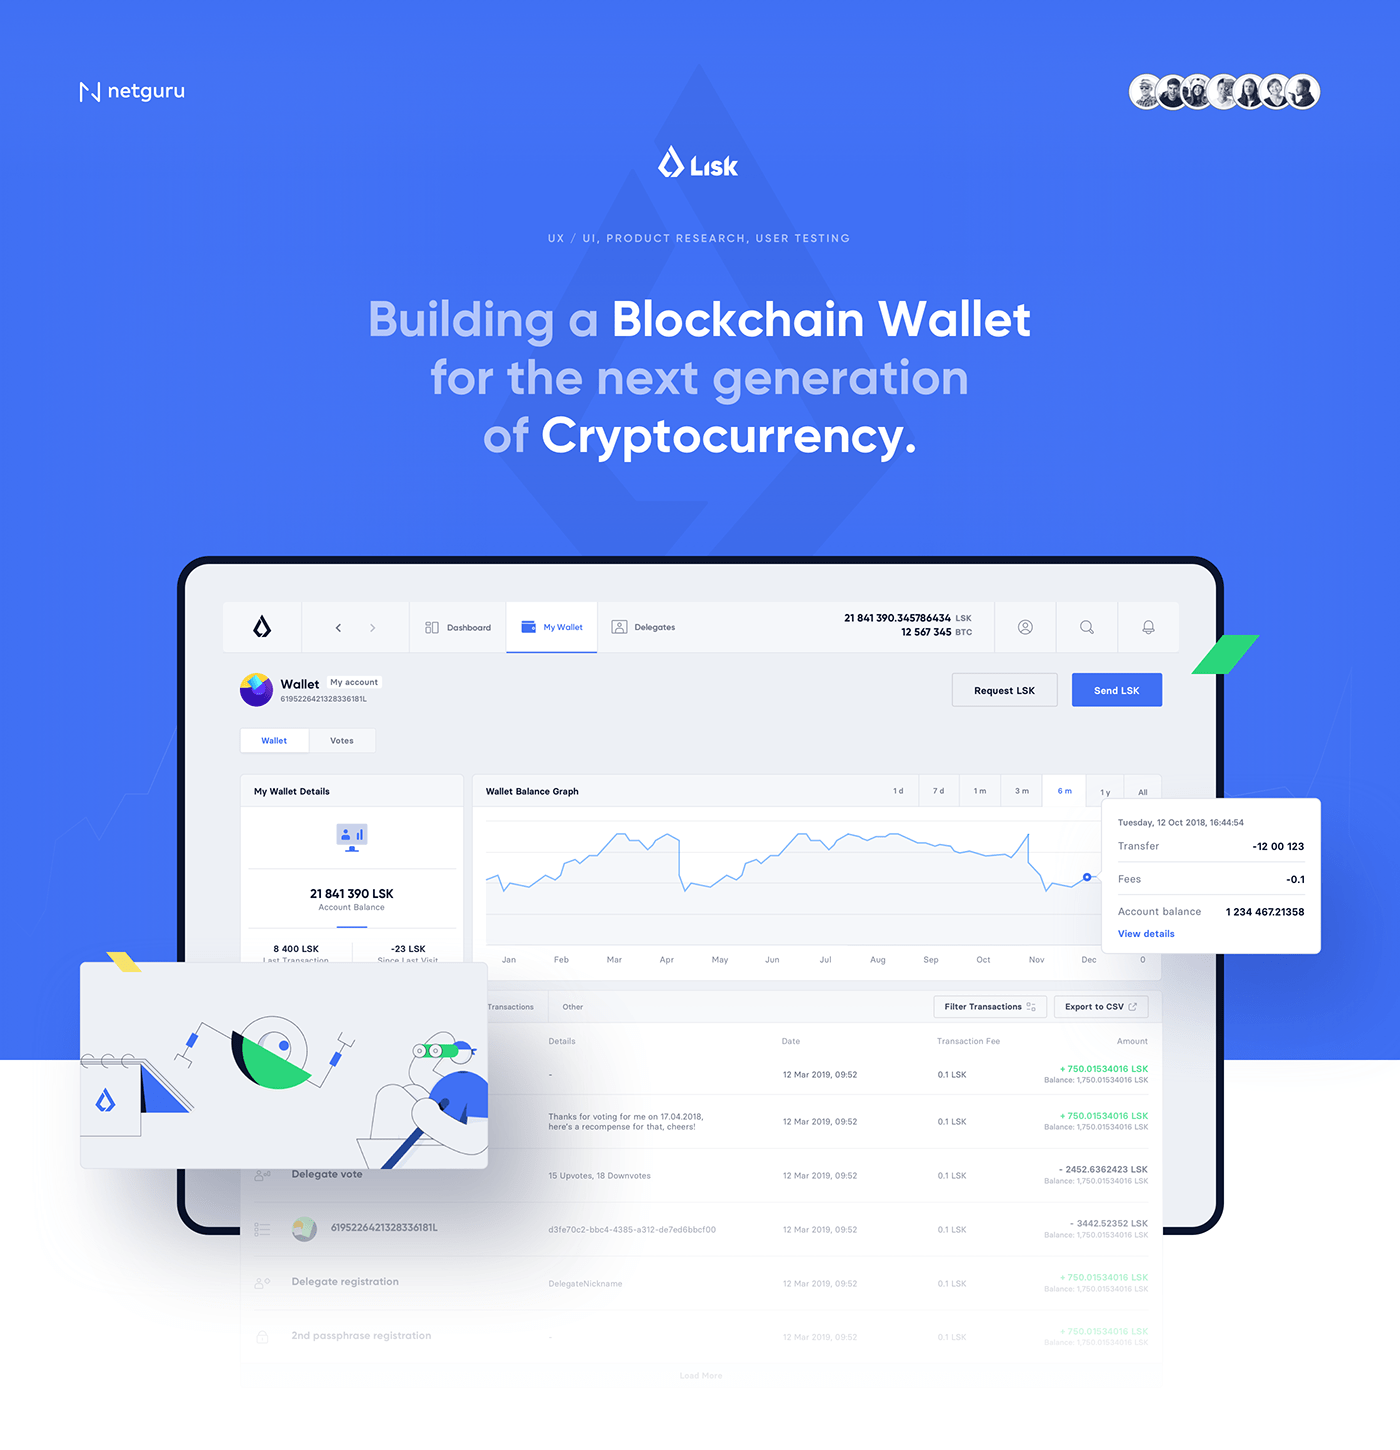 netguru
Lisk
UX / UI, PRODUCT RESEARCH, USER TESTING
Building a Blockchain Wallet
for the next generation
of Cryptocurrency.
21 841 390.345786434 LSK
12 567 345 BTC
Dashboard
My Wallet
Delegates
Wallet My account
6195226421328336181L
Request LSK
Send LSK
Wallet
Votes
My Wallet Details
21 841 390 LSK
Account Balance
8 400 LSK
Last Transaction
-23 LSK
Since Last Visit
Wallet Balance Graph
1 d 7 d 1 m 3 m 6 m 1 y All
Jan Feb Mar Apr May Jun Jul Aug Sep Oct Nov Dec 0
Tuesday, 12 Oct 2018, 16:44:54
Transfer -12 00 123
Fees -0.1
Account balance 1 234 467.21358
View details
Transactions
Other
Filter Transactions
Export to CSV
Details Date Transaction Fee Amount
- 12 Mar 2019, 09:52 0.1 LSK + 750.01534016 LSK
Balance: 1,750.01534016 LSK
Thanks for voting for me on 17.04.2018,
here's a recompense for that, cheers!
12 Mar 2019, 09:52 0.1 LSK + 750.01534016 LSK
Balance: 1,750.01534016 LSK
Delegate vote 15 Upvotes, 18 Downvotes 12 Mar 2019, 09:52 0.1 LSK - 2452.6362423 LSK
Balance: 1,750.01534016 LSK
6195226421328336181L d3fe70c2-bbc4-4385-a312-de7ed6bbcf00 12 Mar 2019, 09:52 0.1 LSK - 3442.52352 LSK
Balance: 1,750.01534016 LSK
Delegate registration DelegateNickname 12 Mar 2019, 09:52 0.1 LSK + 750.01534016 LSK
Balance: 1,750.01534016 LSK
2nd passphrase registration - 12 Mar 2019, 09:52 0.1 LSK + 750.01534016 LSK
Balance: 1,750.01534016 LSK
Load More